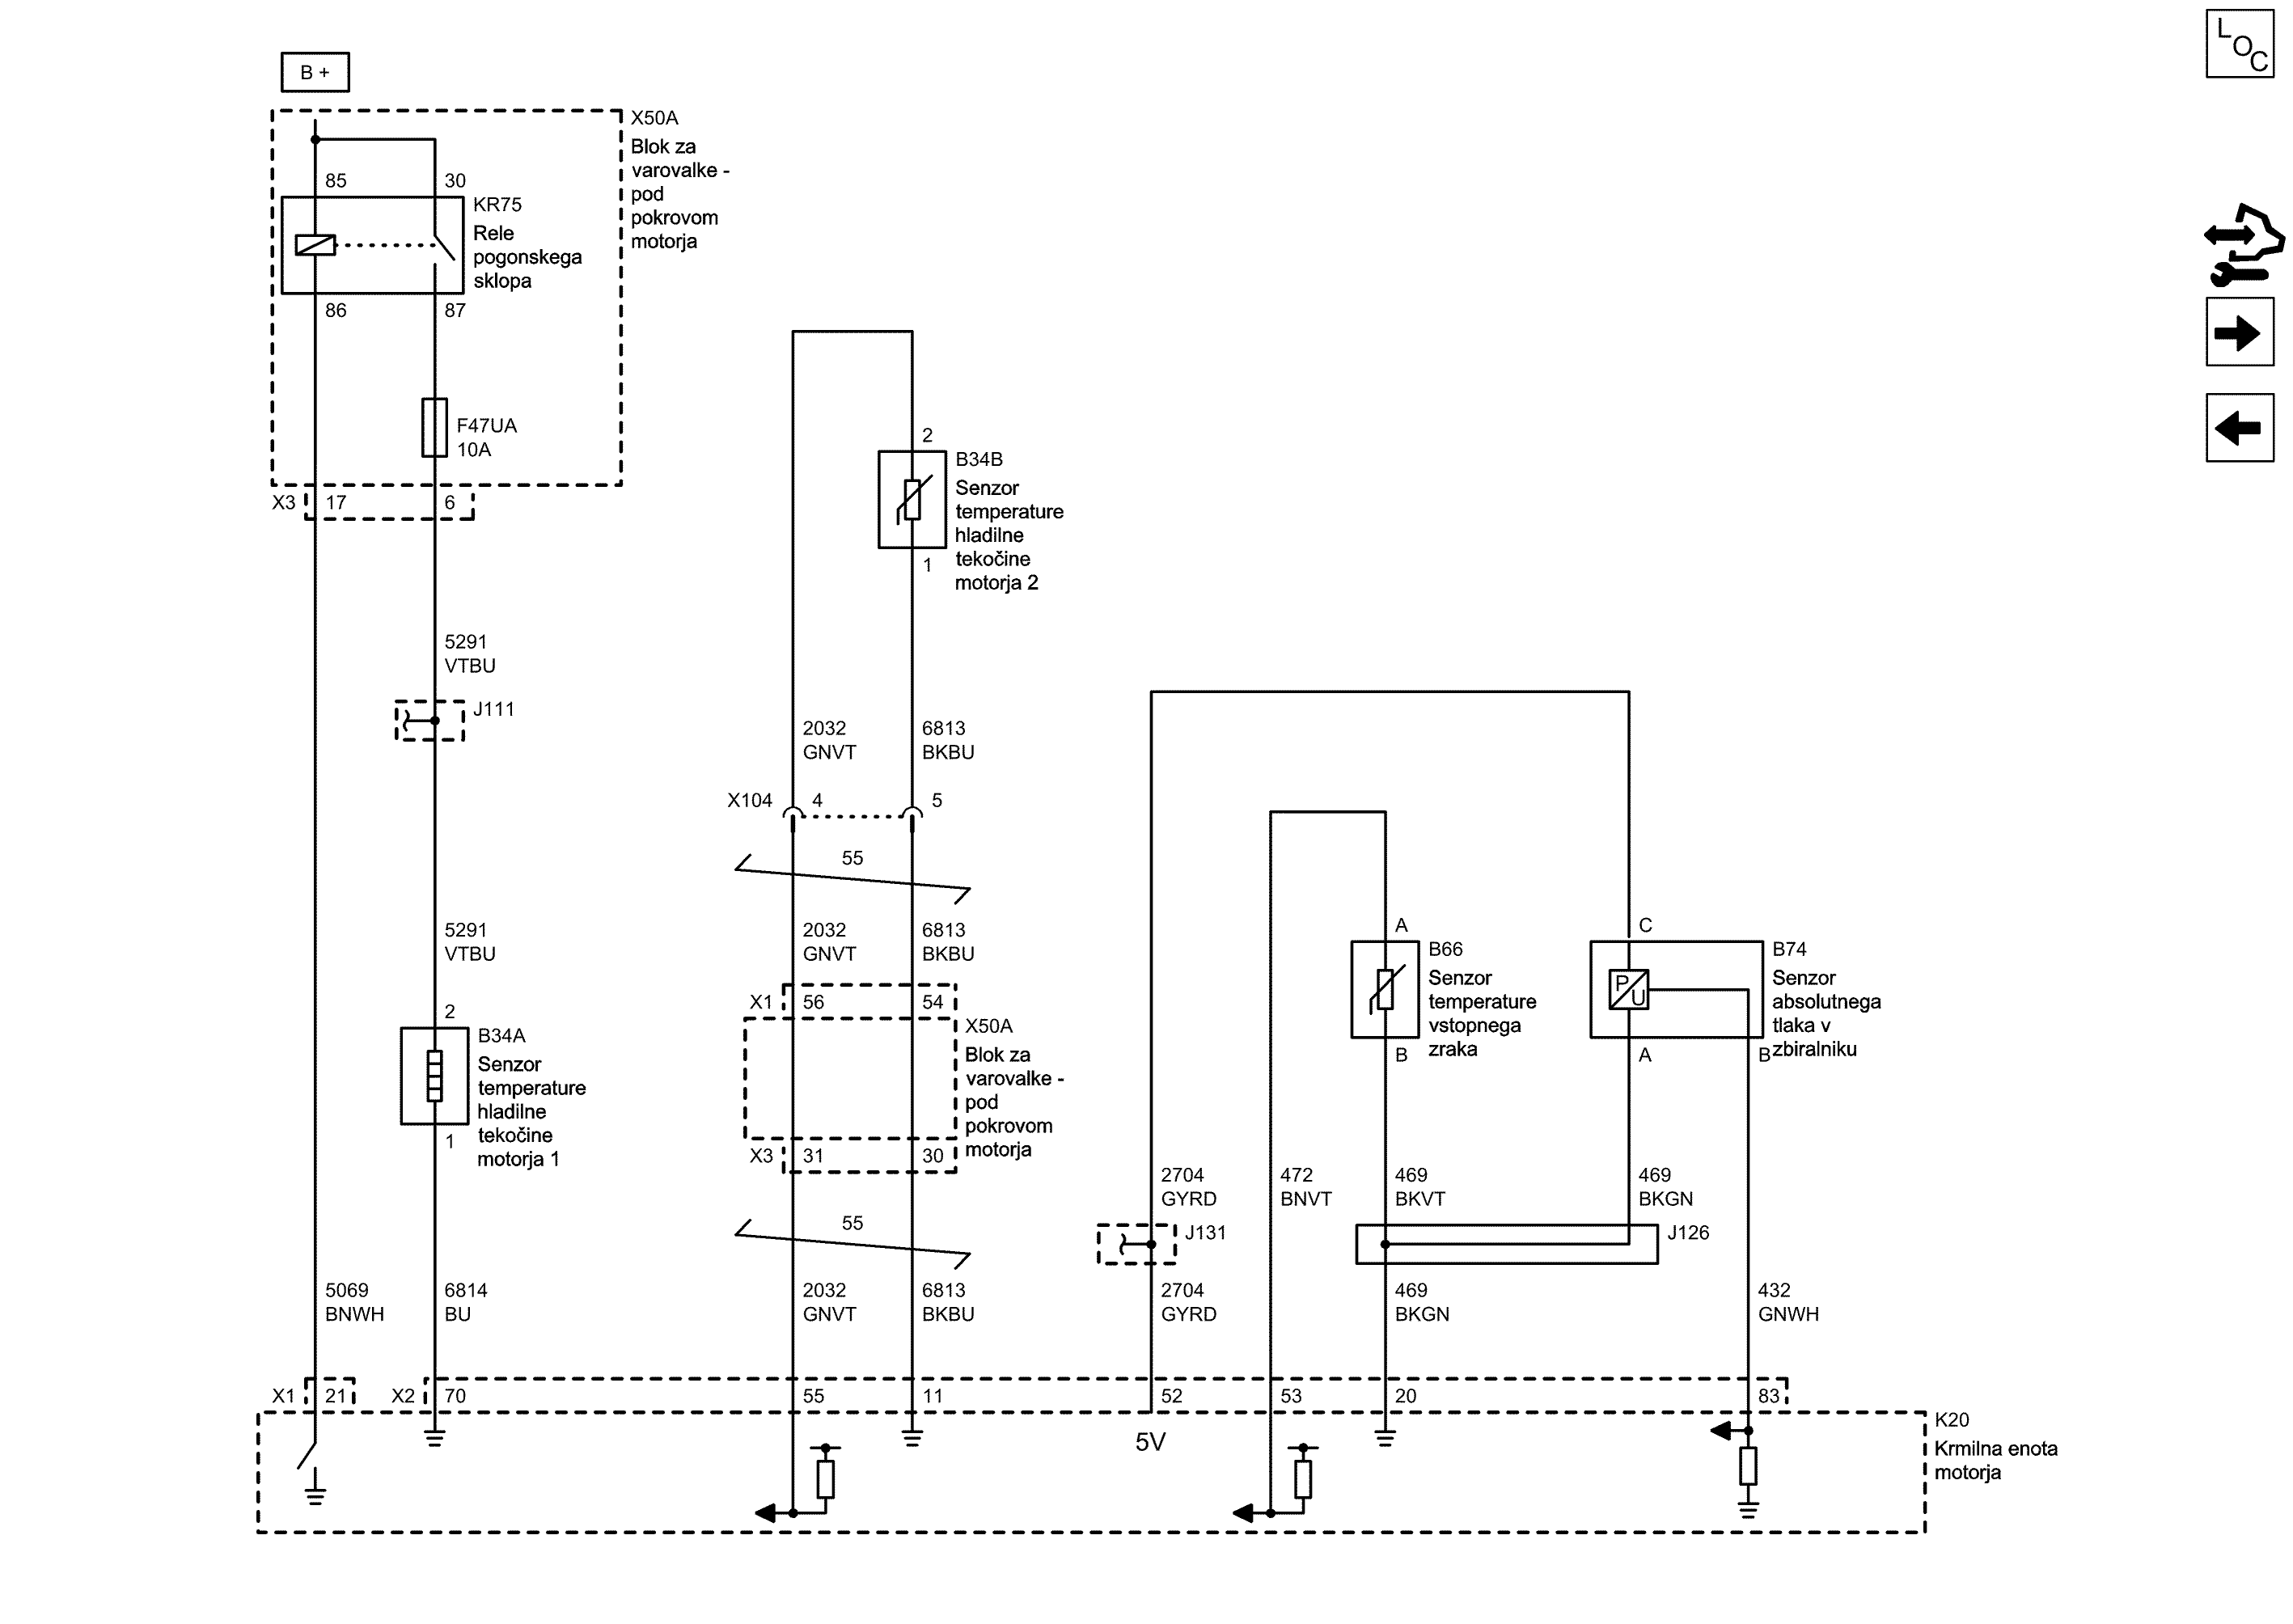 L
O
C
B +
X50A
Blok za
varovalke -
pod
pokrovom
motorja
85
30
KR75
Rele
pogonskega
sklopa
86
87
F47UA
10A
X3
17
6
2
B34B
Senzor
temperature
hladilne
tekočine
motorja 2
1
5291
VTBU
J111
2032
GNVT
6813
BKBU
X104
4
5
55
5291
VTBU
2032
GNVT
6813
BKBU
A
B66
Senzor
temperature
vstopnega
zraka
B
C
B74
Senzor
absolutnega
tlaka v
zbiralniku
P
U
A
B
2
B34A
Senzor
temperature
hladilne
tekočine
motorja 1
1
X1
56
54
X50A
Blok za
varovalke -
pod
pokrovom
motorja
X3
31
30
2704
GYRD
472
BNVT
469
BKVT
469
BKGN
55
J131
J126
5069
BNWH
6814
BU
2032
GNVT
6813
BKBU
2704
GYRD
469
BKGN
432
GNWH
X1
21
X2
70
55
11
52
53
20
83
5V
K20
Krmilna enota
motorja